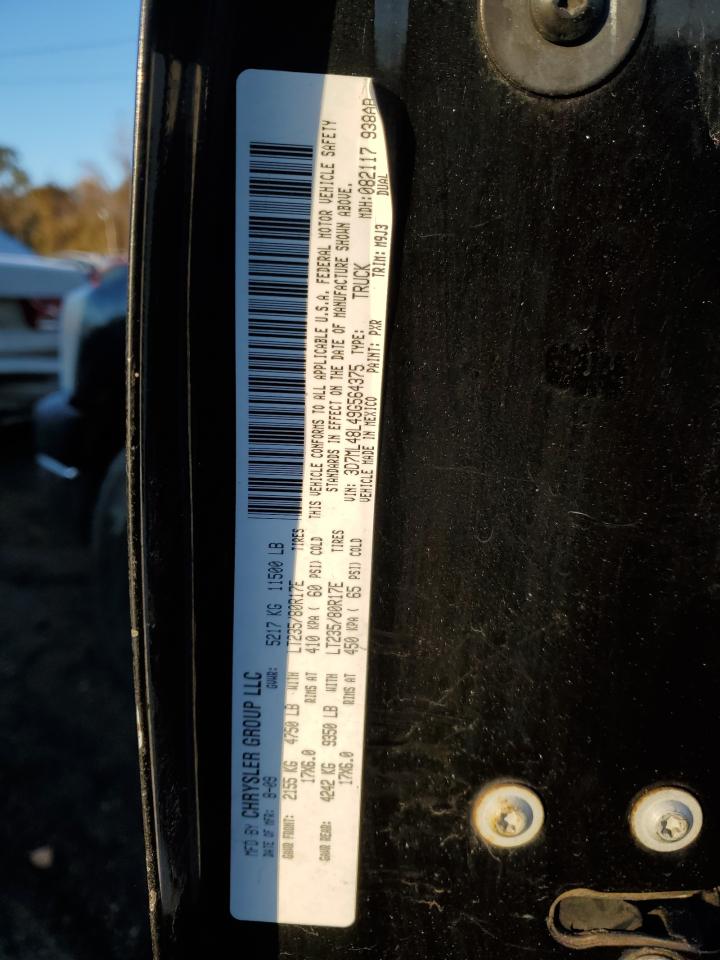 MFD BY CHRYSLER GROUP LLC
DATE OF MFR: 8-09 GVWR: 5217 KG 11500 LB
GAWR FRONT: 2155 KG 4750 LB WITH LT235/80R17E TIRES
17X6.0 RIMS AT 410 KPA ( 60 PSI) COLD
GAWR REAR: 4242 KG 9350 LB WITH LT235/80R17E TIRES
17X6.0 RIMS AT 450 KPA ( 65 PSI) COLD
THIS VEHICLE CONFORMS TO ALL APPLICABLE U.S.A. FEDERAL MOTOR VEHICLE SAFETY
STANDARDS IN EFFECT ON THE DATE OF MANUFACTURE SHOWN ABOVE.
VIN: 3D7ML48L49G564375 TYPE: TRUCK MDH:082117 938AB
VEHICLE MADE IN MEXICO PAINT: PXR TRIM: M9J3 DUAL